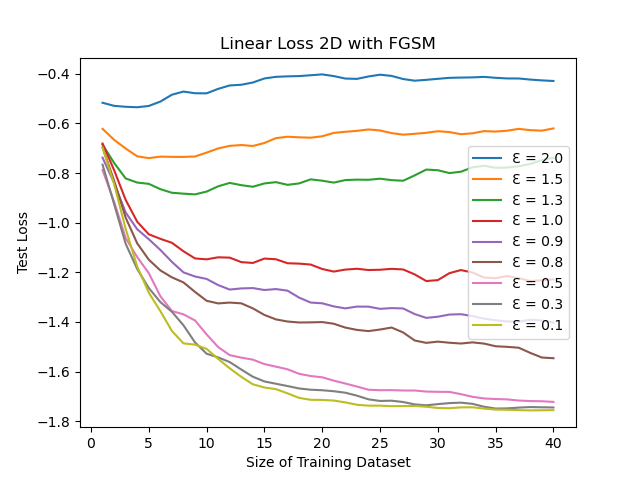 Linear Loss 2D with FGSM
Test Loss
−0.4
−0.6
−0.8
−1.0
−1.2
−1.4
−1.6
−1.8
Ɛ = 2.0
Ɛ = 1.5
Ɛ = 1.3
Ɛ = 1.0
Ɛ = 0.9
Ɛ = 0.8
Ɛ = 0.5
Ɛ = 0.3
Ɛ = 0.1
0 5 10 15 20 25 30 35 40
Size of Training Dataset